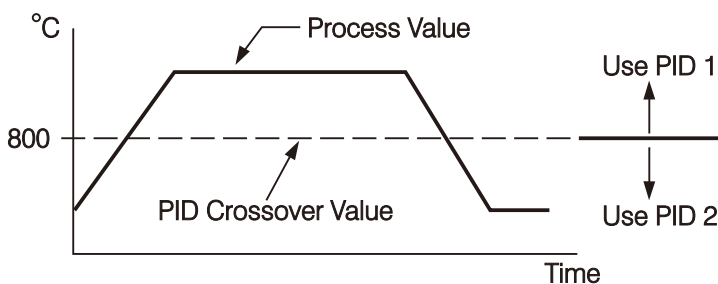 °C
Process Value
Use PID 1
800
PID Crossover Value
Use PID 2
Time